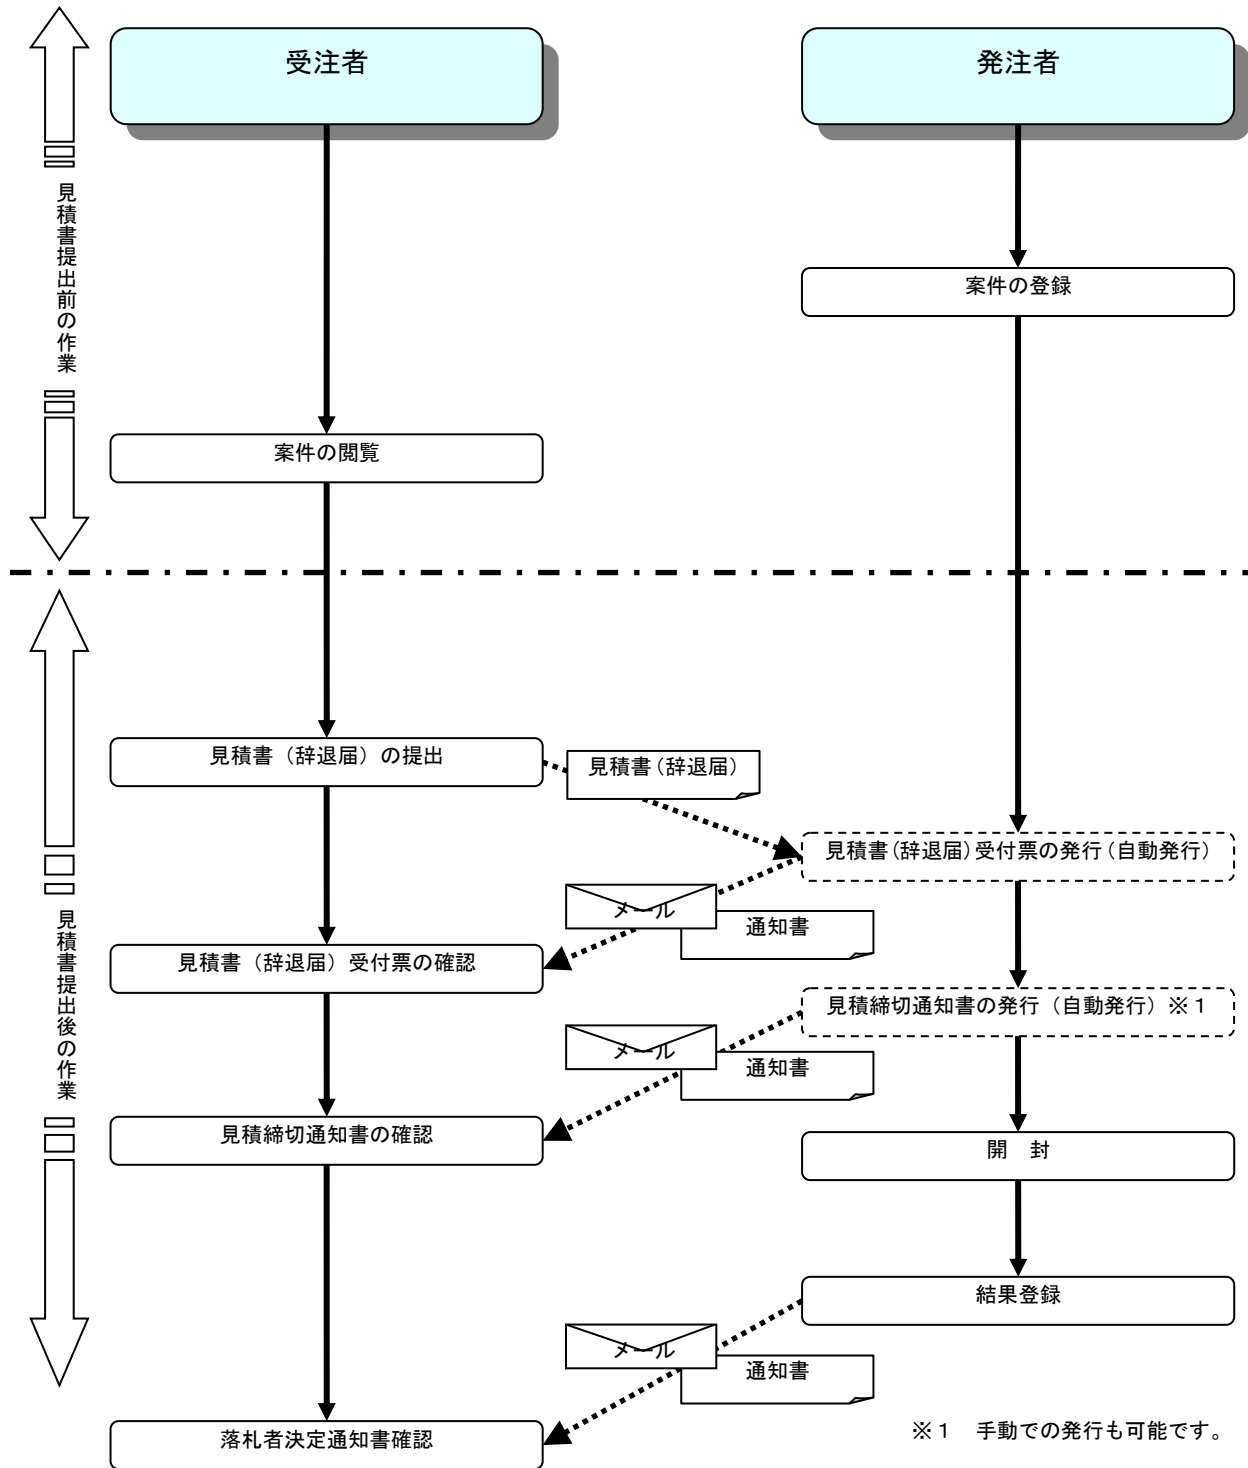 受注者
発注者
見積書提出前の作業
案件の登録
案件の閲覧
見積書（辞退届）の提出
見積書（辞退届）
見積書（辞退届）受付票の発行（自動発行）
メール
通知書
見積書（辞退届）受付票の確認
見積書提出後の作業
見積締切通知書の発行（自動発行）※１
メール
通知書
見積締切通知書の確認
開　封
結果登録
メール
通知書
落札者決定通知書確認
※１　手動での発行も可能です。